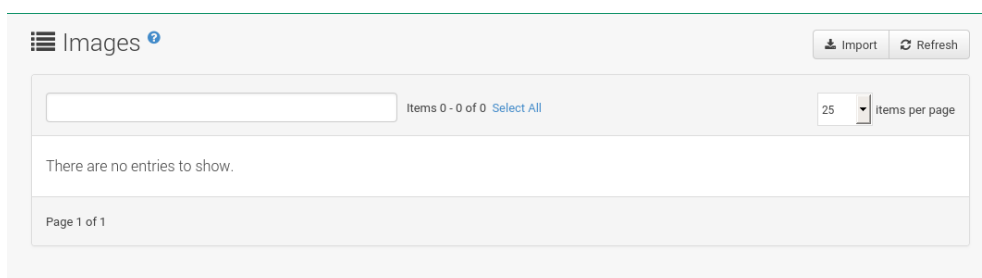 Images ?
Import Refresh
Items 0 - 0 of 0 Select All 25 items per page
There are no entries to show.
Page 1 of 1